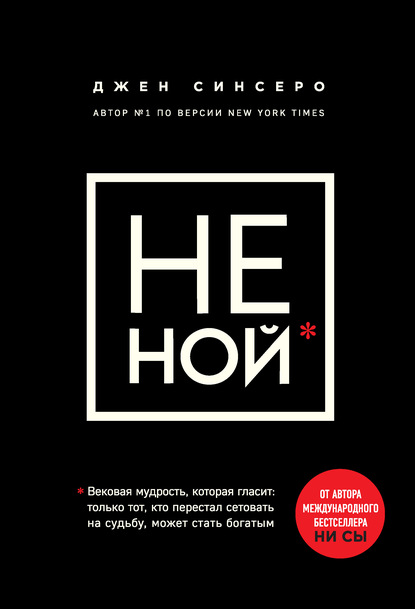 ДЖЕН СИНСЕРО
АВТОР №1 ПО ВЕРСИИ NEW YORK TIMES
НЕ
НОЙ*
* Вековая мудрость, которая гласит:
только тот, кто перестал сетовать
на судьбу, может стать богатым
ОТ АВТОРА
МЕЖДУНАРОДНОГО
БЕСТСЕЛЛЕРА
НИ СЫ